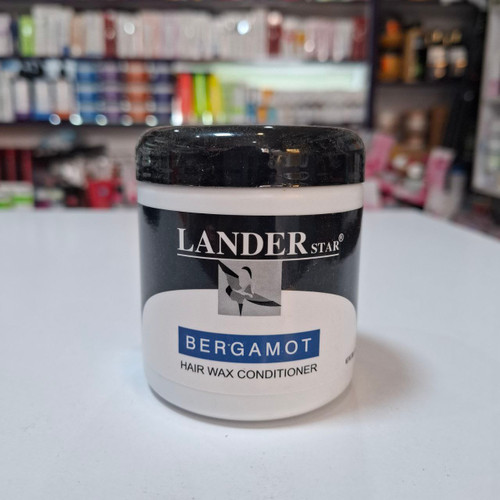 LANDER STAR®
BERGAMOT
HAIR WAX CONDITIONER